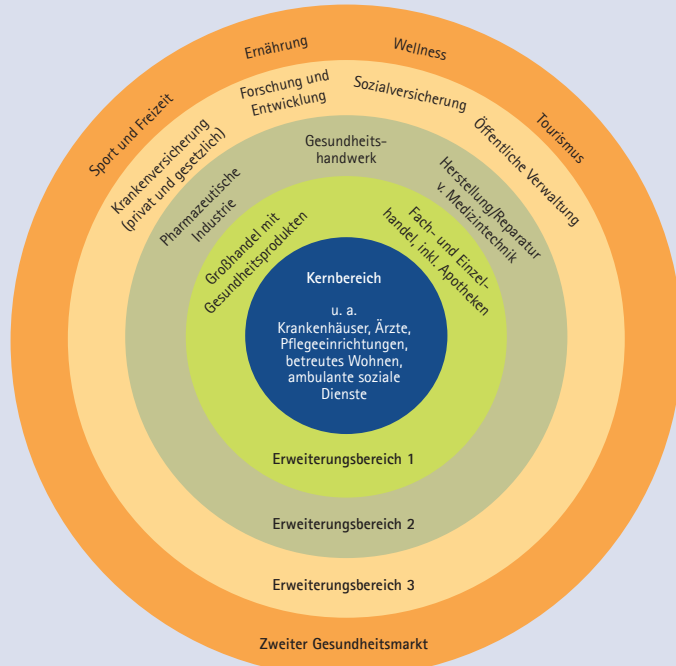 Ernährung
Wellness
Sport und Freizeit
Tourismus
Forschung und
Entwicklung
Sozialversicherung
Krankenversicherung
(privat und gesetzlich)
Öffentliche Verwaltung
Gesundheits-
handwerk
Pharmazeutische
Industrie
Herstellung/Reparatur
v. Medizintechnik
Großhandel mit
Gesundheitsprodukten
Fach- und Einzel-
handel, inkl. Apotheken
Kernbereich
u. a.
Krankenhäuser, Ärzte,
Pflegeeinrichtungen,
betreutes Wohnen,
ambulante soziale
Dienste
Erweiterungsbereich 1
Erweiterungsbereich 2
Erweiterungsbereich 3
Zweiter Gesundheitsmarkt